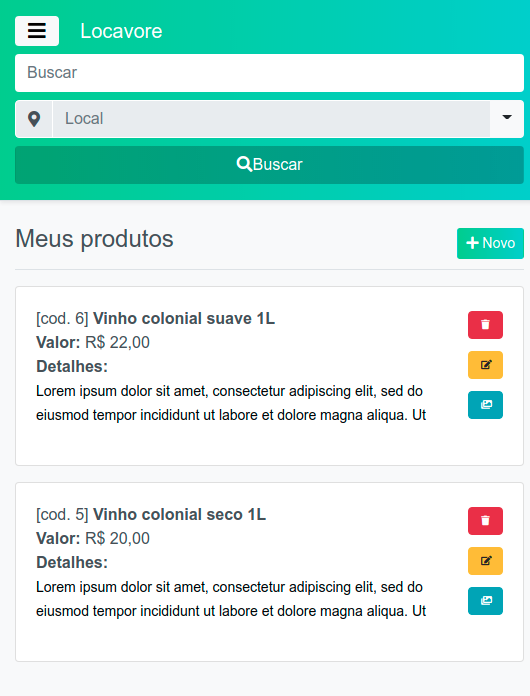 Locavore
Buscar
Local
Buscar
Meus produtos
Novo
[cod. 6] Vinho colonial suave 1L
Valor: R$ 22,00
Detalhes:
Lorem ipsum dolor sit amet, consectetur adipiscing elit, sed do
eiusmod tempor incididunt ut labore et dolore magna aliqua. Ut
[cod. 5] Vinho colonial seco 1L
Valor: R$ 20,00
Detalhes:
Lorem ipsum dolor sit amet, consectetur adipiscing elit, sed do
eiusmod tempor incididunt ut labore et dolore magna aliqua. Ut